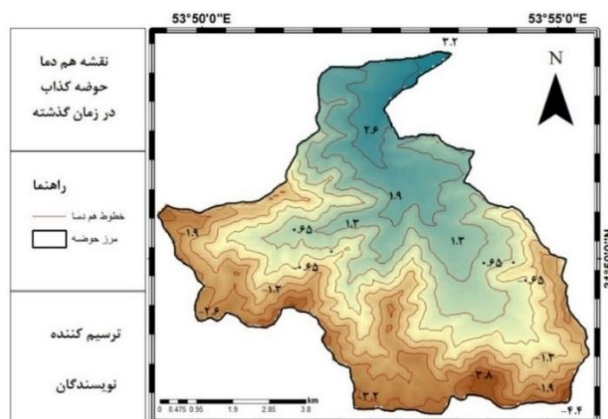 نقشه هم دما
حوضه کذاب
در زمان گذشته
راهنما
خطوط هم دما
مرز حوضه
ترسیم کننده
نویسندگان
53°50'0"E
53°55'0"E
N
۳.۲
۲.۶
۱.۹
۱.۳
۱.۳
۰.۶۵
۰.۶۵
۰
۰
-۰.۶۵
-۰.۶۵
-۱.۹
-۱.۳
-۲.۶
-۳.۲
-۳.۸
-۱.۳
-۱.۹
-۴.۴
km
0 0.475 0.95 1.9 2.85 3.8